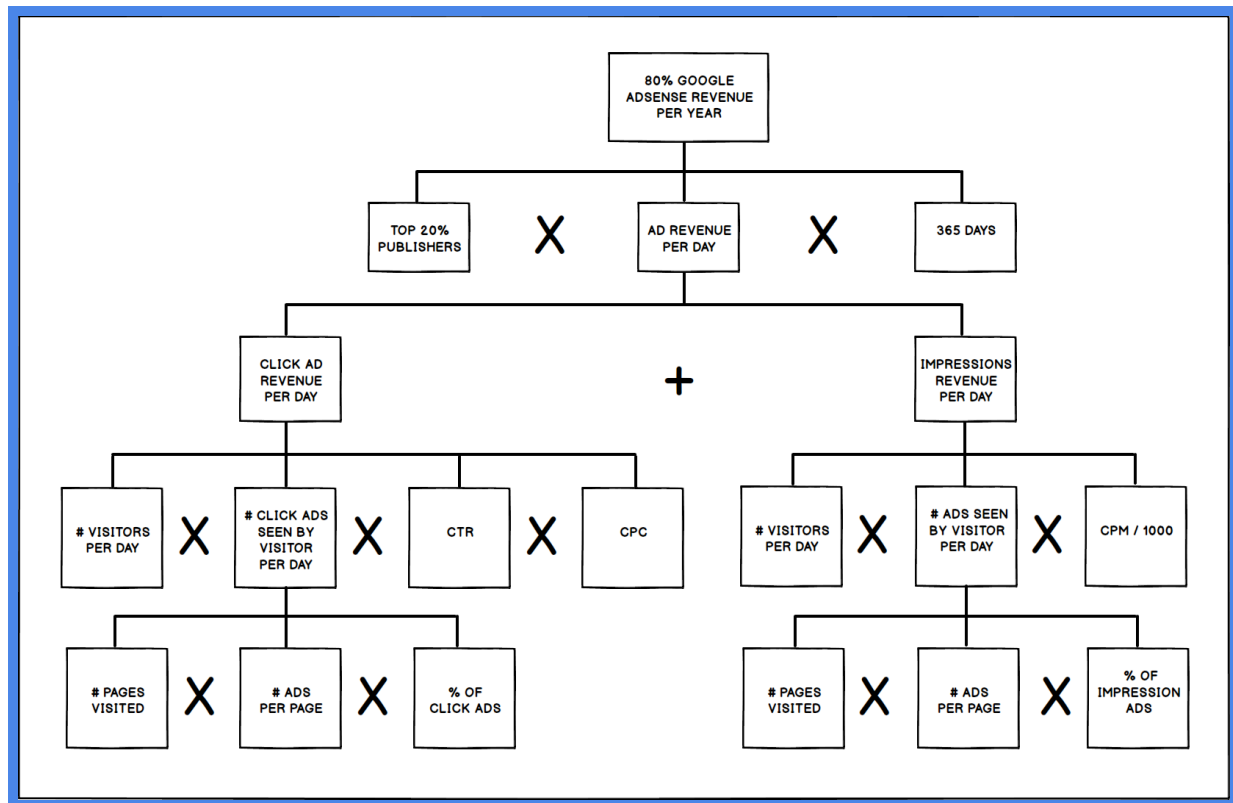 80% GOOGLE
ADSENSE REVENUE
PER YEAR
TOP 20%
PUBLISHERS
X
AD REVENUE
PER DAY
X
365 DAYS
CLICK AD
REVENUE
PER DAY
+
IMPRESSIONS
REVENUE
PER DAY
# VISITORS
PER DAY
X
# CLICK ADS
SEEN BY
VISITOR
PER DAY
X
CTR
X
CPC
# VISITORS
PER DAY
X
# ADS SEEN
BY VISITOR
PER DAY
X
CPM / 1000
# PAGES
VISITED
X
# ADS
PER PAGE
X
% OF
CLICK ADS
# PAGES
VISITED
X
# ADS
PER PAGE
X
% OF
IMPRESSION
ADS